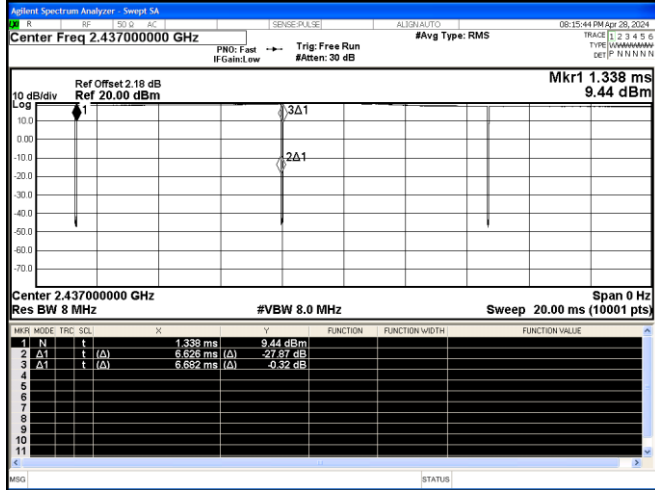 Agilent Spectrum Analyzer - Swept SA
R RF 50 Ω AC SENSE:PULSE ALIGN AUTO 08:15:44 PM Apr 28, 2024
Center Freq 2.437000000 GHz #Avg Type: RMS TRACE 1 2 3 4 5 6
PNO: Fast Trig: Free Run TYPE
IFGain:Low #Atten: 30 dB DET P N N N N N
Mkr1 1.338 ms
Ref Offset 2.18 dB
10 dB/div Ref 20.00 dBm 9.44 dBm
Log
1 3Δ1
10.0
0.00
2Δ1
-10.0
-20.0
-30.0
-40.0
-50.0
-60.0
-70.0
Center 2.437000000 GHz Span 0 Hz
Res BW 8 MHz #VBW 8.0 MHz Sweep 20.00 ms (10001 pts)
MKR MODE TRC SCL X Y FUNCTION FUNCTION WIDTH FUNCTION VALUE
1 N t 1.338 ms 9.44 dBm
2 Δ1 t (Δ) 6.626 ms (Δ) -27.87 dB
3 Δ1 t (Δ) 6.682 ms (Δ) -0.32 dB
4
5
6
7
8
9
10
11
MSG STATUS